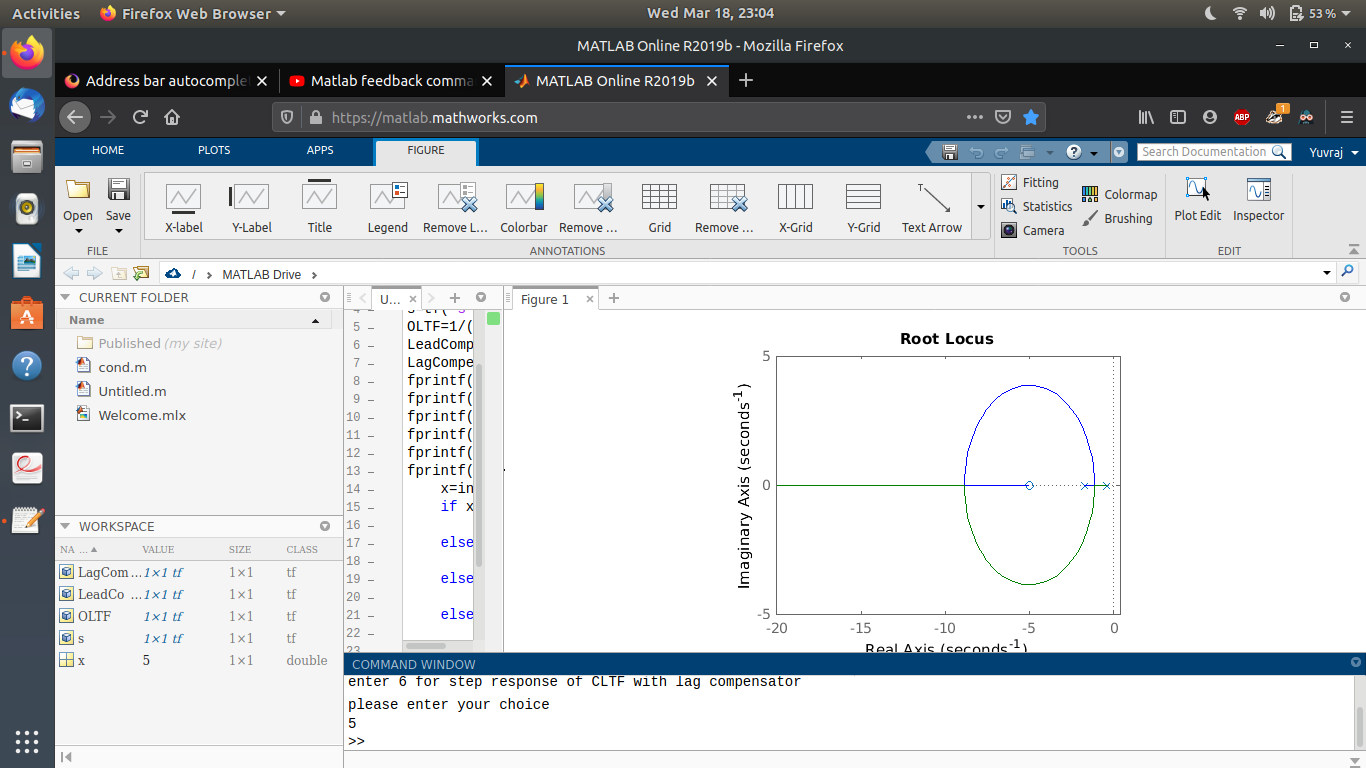 Activities Firefox Web Browser Wed Mar 18, 23:04 53 %
MATLAB Online R2019b - Mozilla Firefox
Address bar autocomple Matlab feedback comma MATLAB Online R2019b
https://matlab.mathworks.com ABP 1
HOME PLOTS APPS FIGURE Search Documentation Yuvraj
Open Save X-label Y-Label Title Legend Remove L... Colorbar Remove ... Grid Remove ... X-Grid Y-Grid Text Arrow
Fitting Statistics Camera Colormap Brushing Plot Edit Inspector
FILE ANNOTATIONS TOOLS EDIT
/ › MATLAB Drive ›
CURRENT FOLDER
Name
Published (my site)
cond.m
Untitled.m
Welcome.mlx
WORKSPACE
NA ... VALUE SIZE CLASS
LagCom ... 1×1 tf 1×1 tf
LeadCo ... 1×1 tf 1×1 tf
OLTF 1×1 tf 1×1 tf
s 1×1 tf 1×1 tf
x 5 1×1 double
U...
5 – OLTF=1/(
6 – LeadComp
7 – LagCompe
8 – fprintf(
9 – fprintf(
10 – fprintf(
11 – fprintf(
12 – fprintf(
13 – fprintf(
14 – x=in
15 – if x
16 –
17 – else
18 –
19 – else
20 –
21 – else
22 –
23
Figure 1
Root Locus
Imaginary Axis (seconds-1)
5
0
-5
-20 -15 -10 -5 0
Real Axis (seconds-1)
COMMAND WINDOW
enter 6 for step response of CLTF with lag compensator
please enter your choice
5
>>